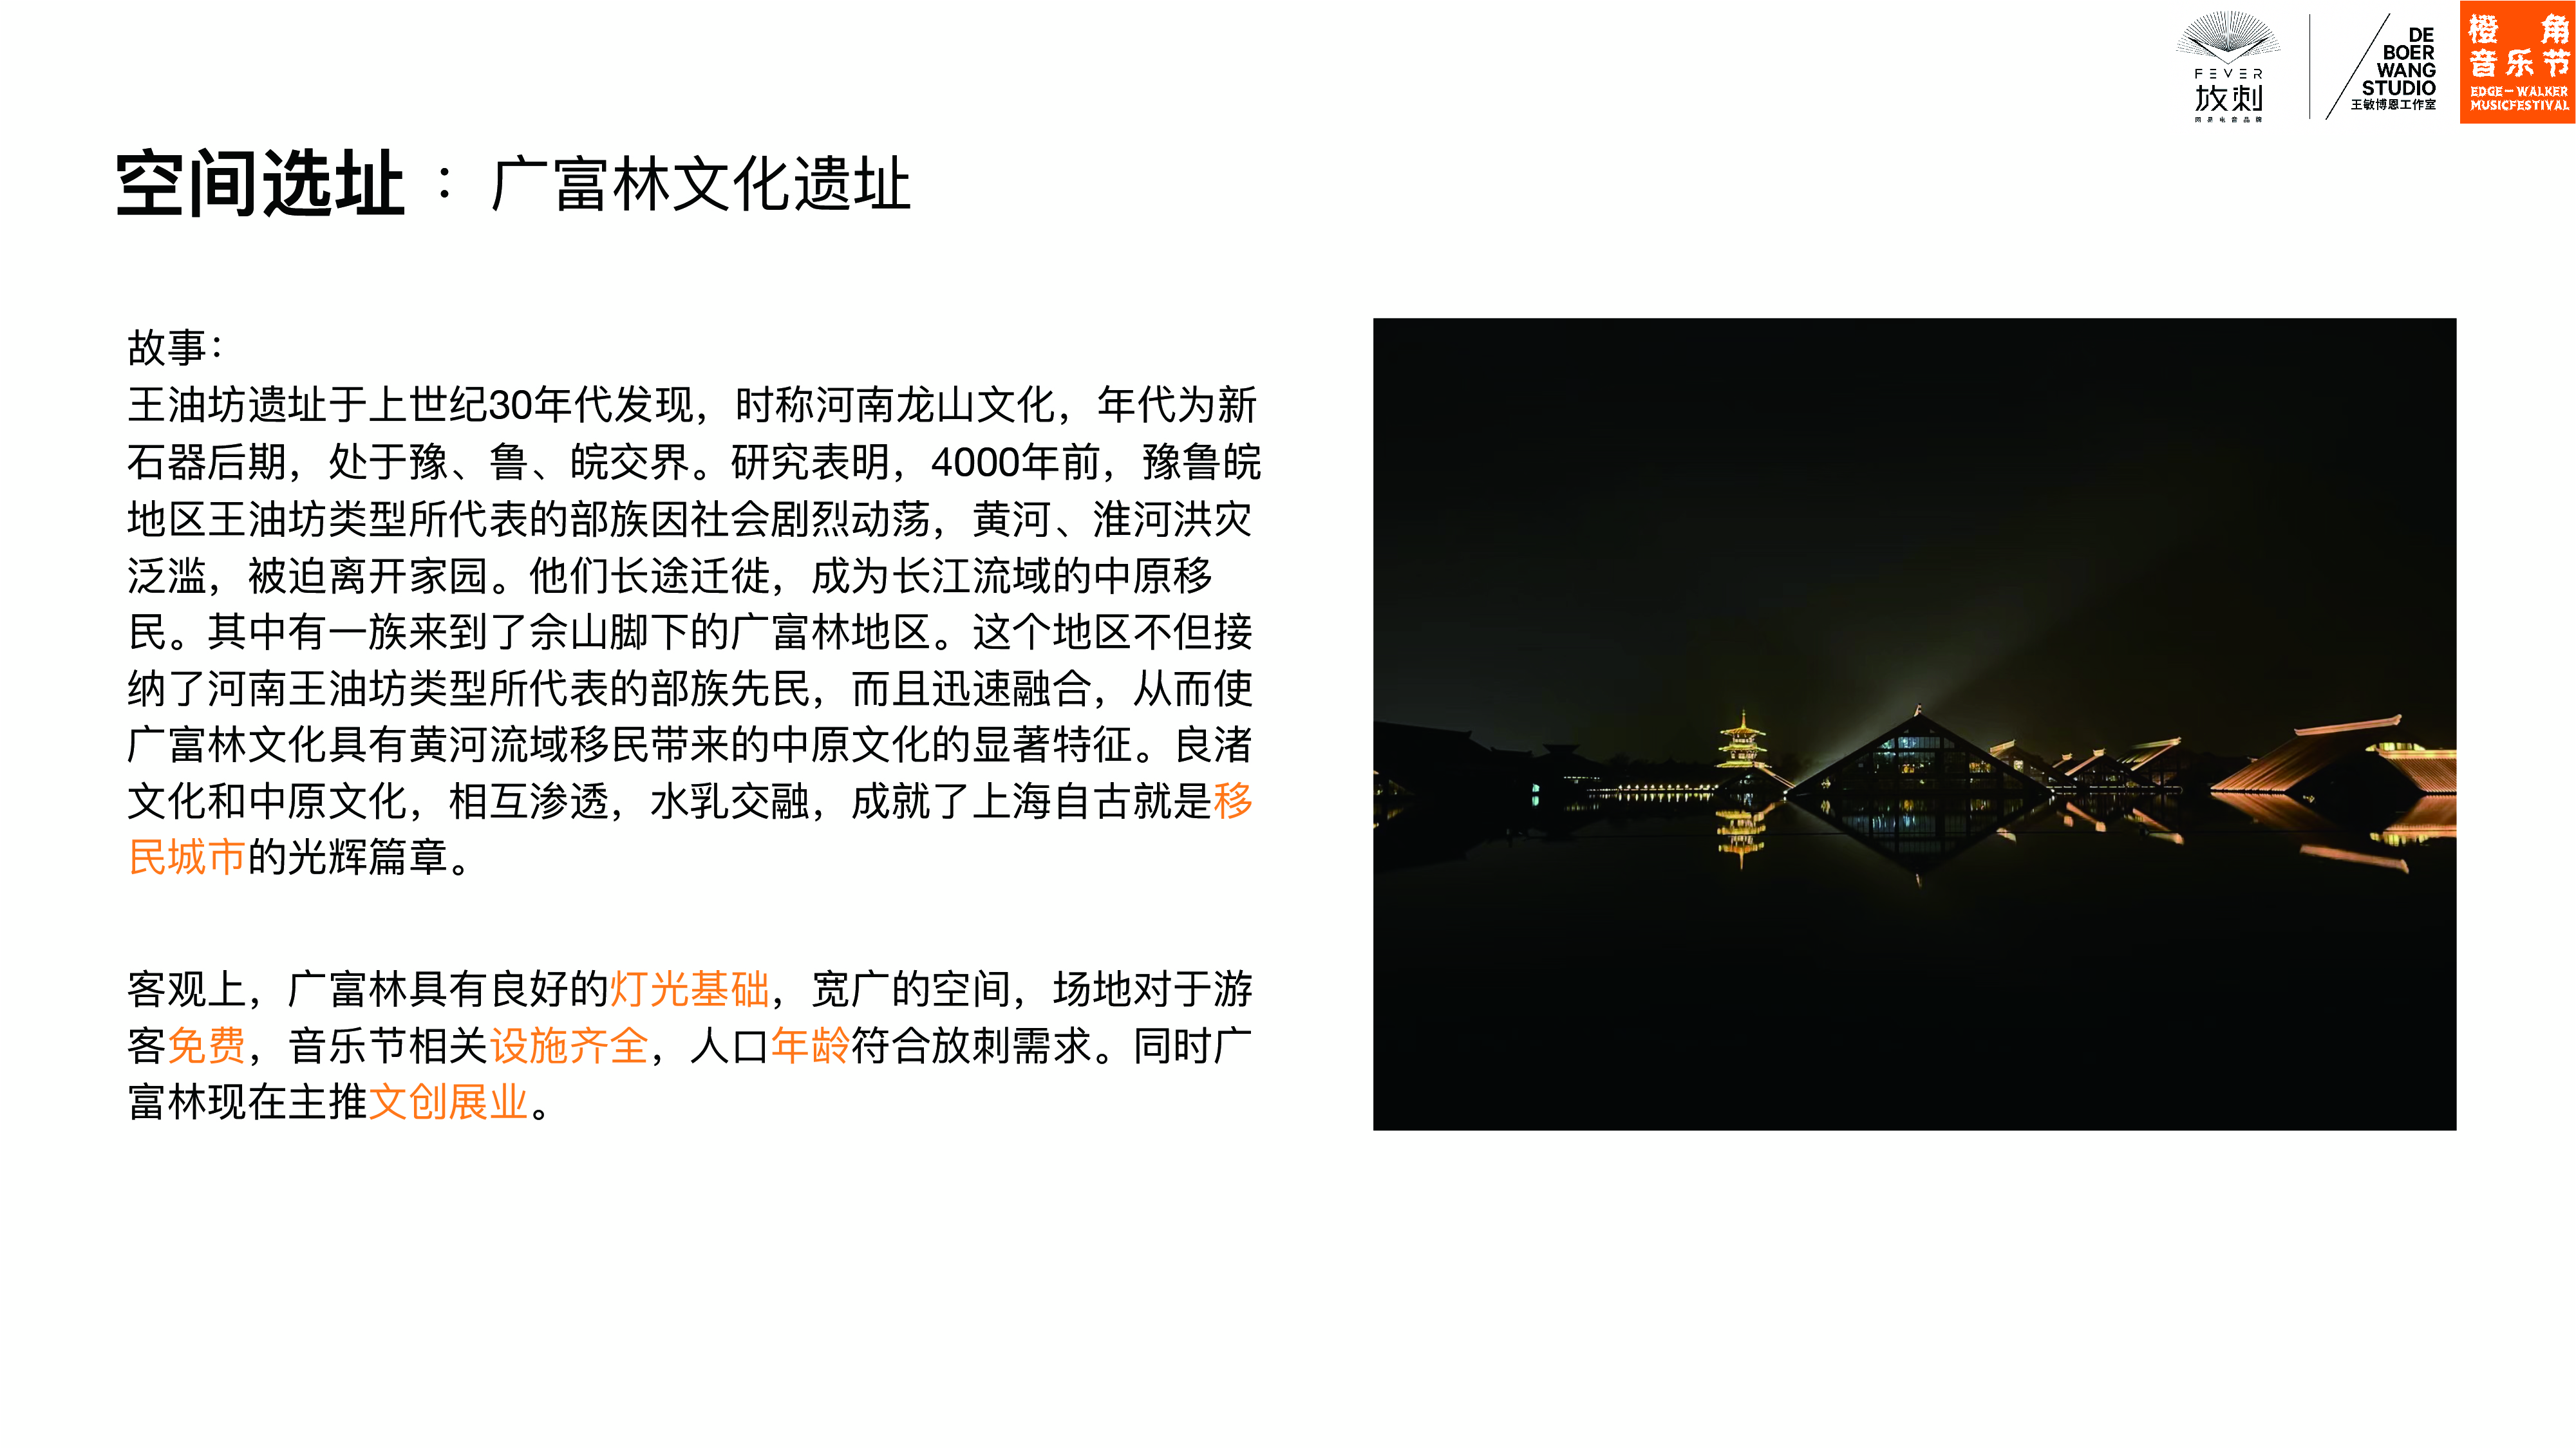 FEVER
放刺
网易电音品牌
DE
BOER
WANG
STUDIO
王敏博恩工作室
橙角
音乐节
EDGE-WALKER
MUSICFESTIVAL
空间选址 ： 广富林文化遗址
故事：
王油坊遗址于上世纪30年代发现，时称河南龙山文化，年代为新
石器后期，处于豫、鲁、皖交界。研究表明，4000年前，豫鲁皖
地区王油坊类型所代表的部族因社会剧烈动荡，黄河、淮河洪灾
泛滥，被迫离开家园。他们长途迁徙，成为长江流域的中原移
民。其中有一族来到了佘山脚下的广富林地区。这个地区不但接
纳了河南王油坊类型所代表的部族先民，而且迅速融合，从而使
广富林文化具有黄河流域移民带来的中原文化的显著特征。良渚
文化和中原文化，相互渗透，水乳交融，成就了上海自古就是移
民城市的光辉篇章。
客观上，广富林具有良好的灯光基础，宽广的空间，场地对于游
客免费，音乐节相关设施齐全，人口年龄符合放刺需求。同时广
富林现在主推文创展业。